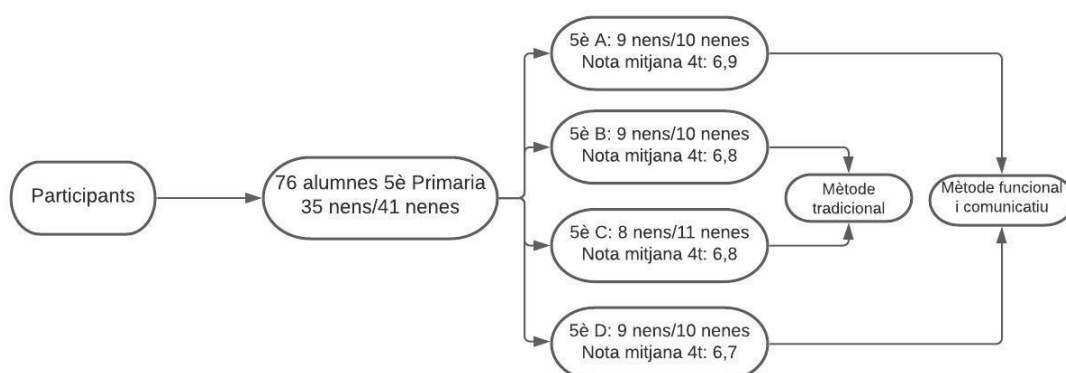 Participants
76 alumnes 5è Primaria
35 nens/41 nenes
5è A: 9 nens/10 nenes
Nota mitjana 4t: 6,9
5è B: 9 nens/10 nenes
Nota mitjana 4t: 6,8
5è C: 8 nens/11 nenes
Nota mitjana 4t: 6,8
5è D: 9 nens/10 nenes
Nota mitjana 4t: 6,7
Mètode
tradicional
Mètode funcional
i comunicatiu